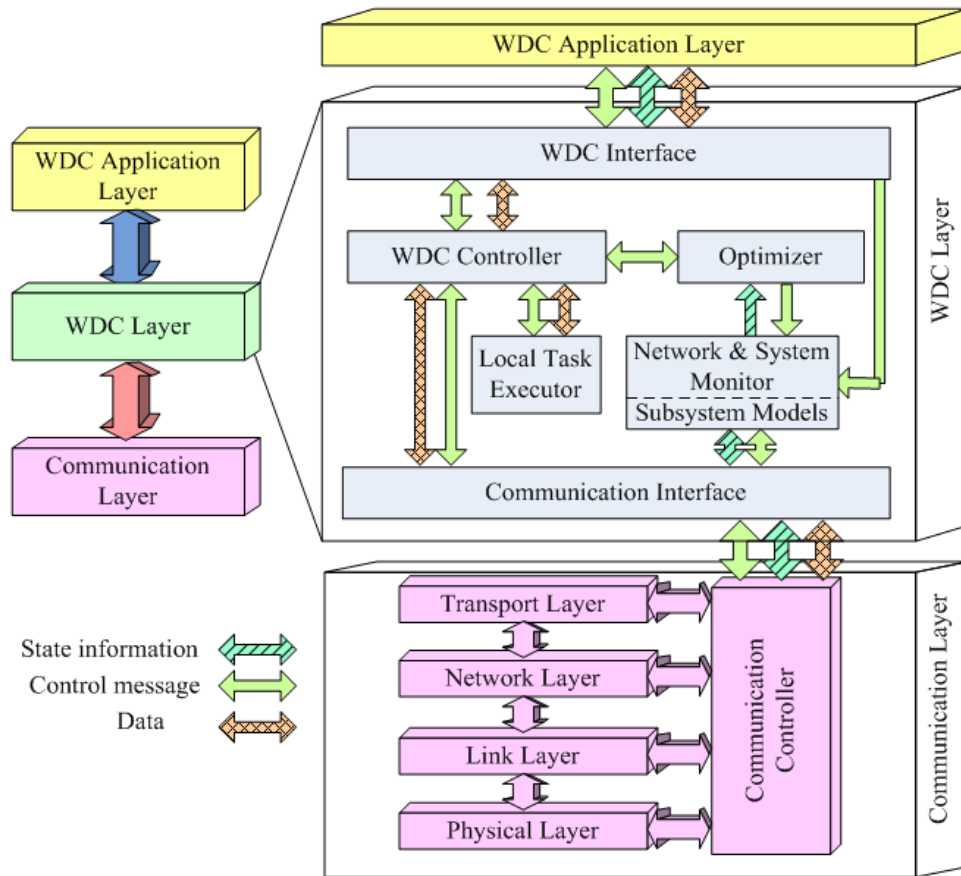 WDC Application Layer
WDC Application
Layer
WDC Layer
Communication
Layer
WDC Interface
WDC Controller
Optimizer
Local Task
Executor
Network & System
Monitor
Subsystem Models
Communication Interface
WDC Layer
Transport Layer
Network Layer
Link Layer
Physical Layer
Communication
Controller
Communication Layer
State information
Control message
Data